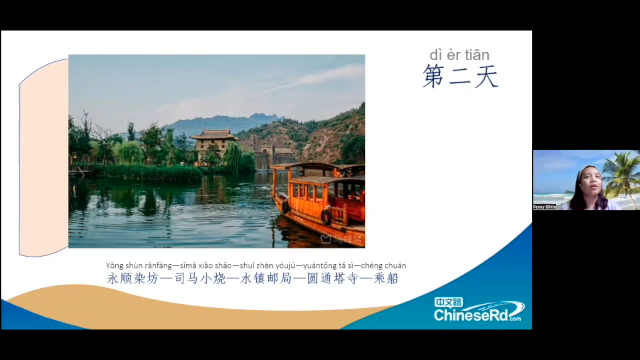 dì èr tiān
第二天
Yǒng shùn rǎnfáng—sīmǎ xiǎo shāo—shuǐ zhèn yóujú—yuántōng tǎ sì—chéng chuán
永顺染坊—司马小烧—水镇邮局—圆通塔寺—乘船
中文路
ChineseRd.com